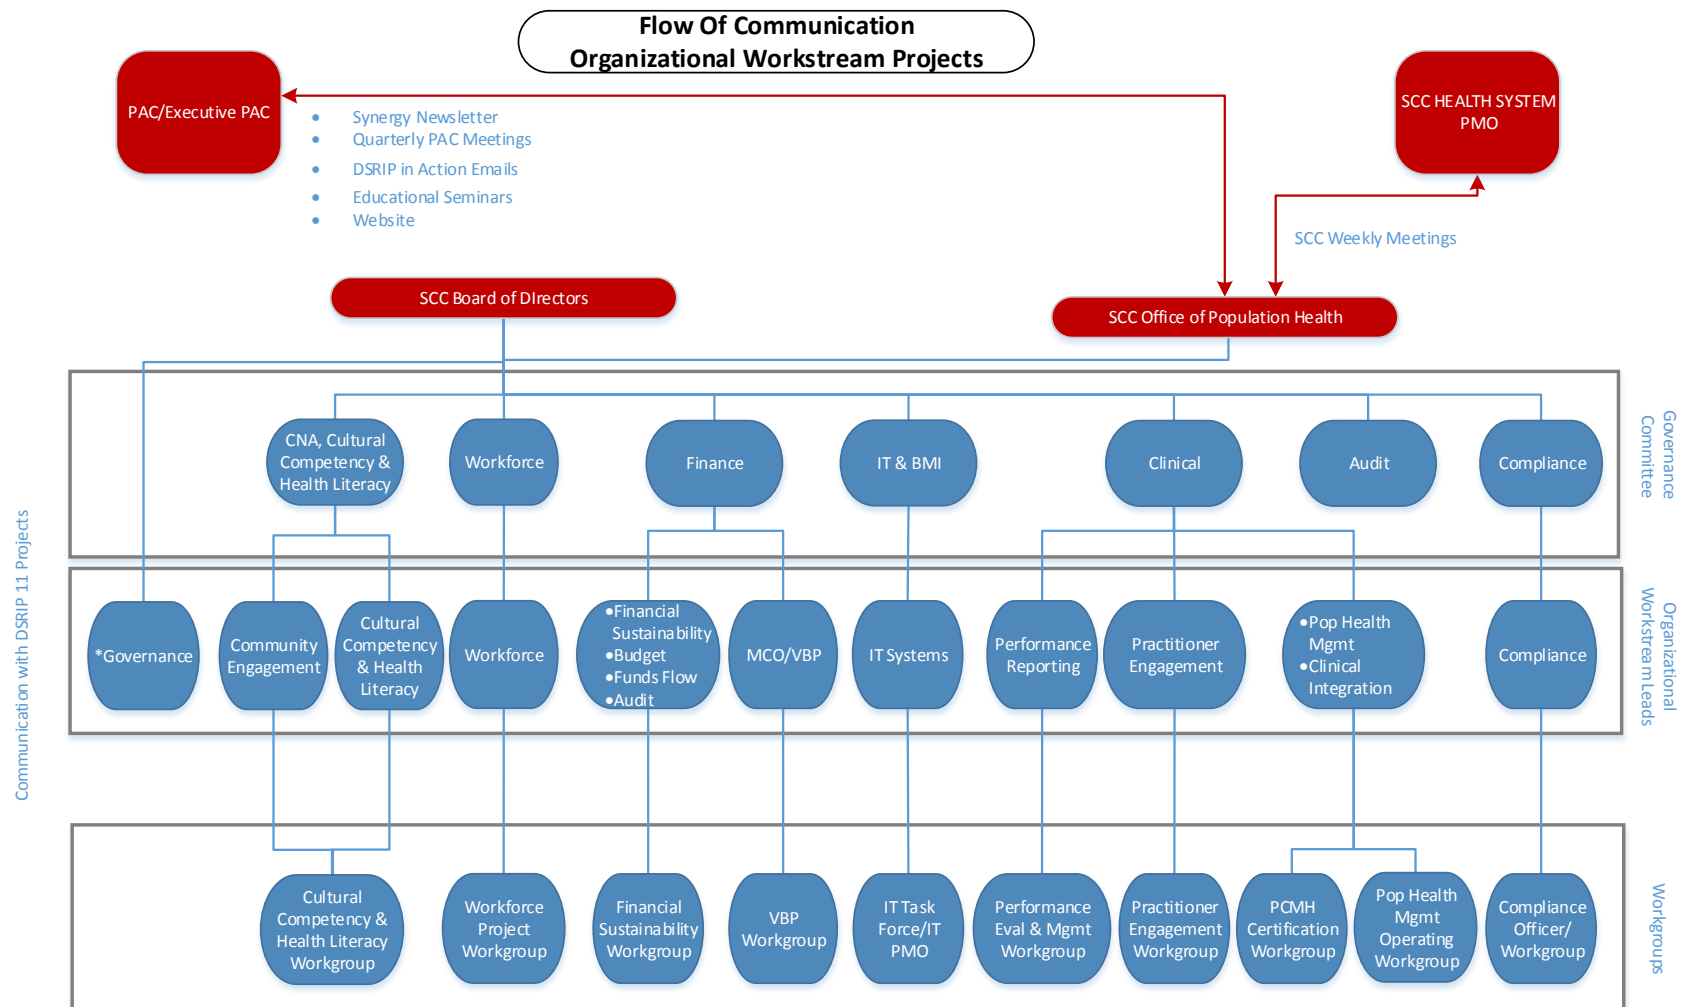 Flow Of Communication
Organizational Workstream Projects
PAC/Executive PAC
SCC HEALTH SYSTEM
PMO
• Synergy Newsletter
• Quarterly PAC Meetings
• DSRIP in Action Emails
• Educational Seminars
• Website
SCC Weekly Meetings
SCC Board of DIrectors
SCC Office of Population Health
Governance
Committee
CNA, Cultural
Competency &
Health Literacy
Workforce
Finance
IT & BMI
Clinical
Audit
Compliance
Communication with DSRIP 11 Projects
Organizational
Workstream Leads
*Governance
Community
Engagement
Cultural
Competency
& Health
Literacy
Workforce
•Financial
Sustainability
•Budget
•Funds Flow
•Audit
MCO/VBP
IT Systems
Performance
Reporting
Practitioner
Engagement
•Pop Health
Mgmt
•Clinical
Integration
Compliance
Workgroups
Cultural
Competency &
Health Literacy
Workgroup
Workforce
Project
Workgroup
Financial
Sustainability
Workgroup
VBP
Workgroup
IT Task
Force/IT
PMO
Performance
Eval & Mgmt
Workgroup
Practitioner
Engagement
Workgroup
PCMH
Certification
Workgroup
Pop Health
Mgmt
Operating
Workgroup
Compliance
Officer/
Workgroup